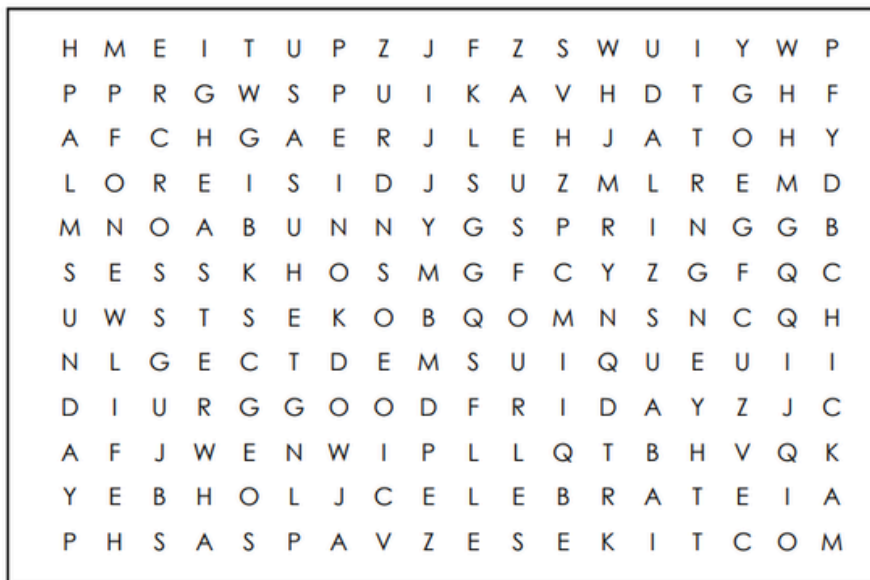 H M E I T U P Z J F Z S W U I Y W P
P P R G W S P U I K A V H D T G H F
A F C H G A E R J L E H J A T O H Y
L O R E I S I D J S U Z M L R E M D
M N O A B U N N Y G S P R I N G G B
S E S S K H O S M G F C Y Z G F Q C
U W S T S E K O B Q O M N S N C Q H
N L G E C T D E M S U I Q U E U I I
D I U R G G O O D F R I D A Y Z J C
A F J W E N W I P L L Q T B H V Q K
Y E B H O L J C E L E B R A T E I A
P H S A S P A V Z E S E K I T C O M